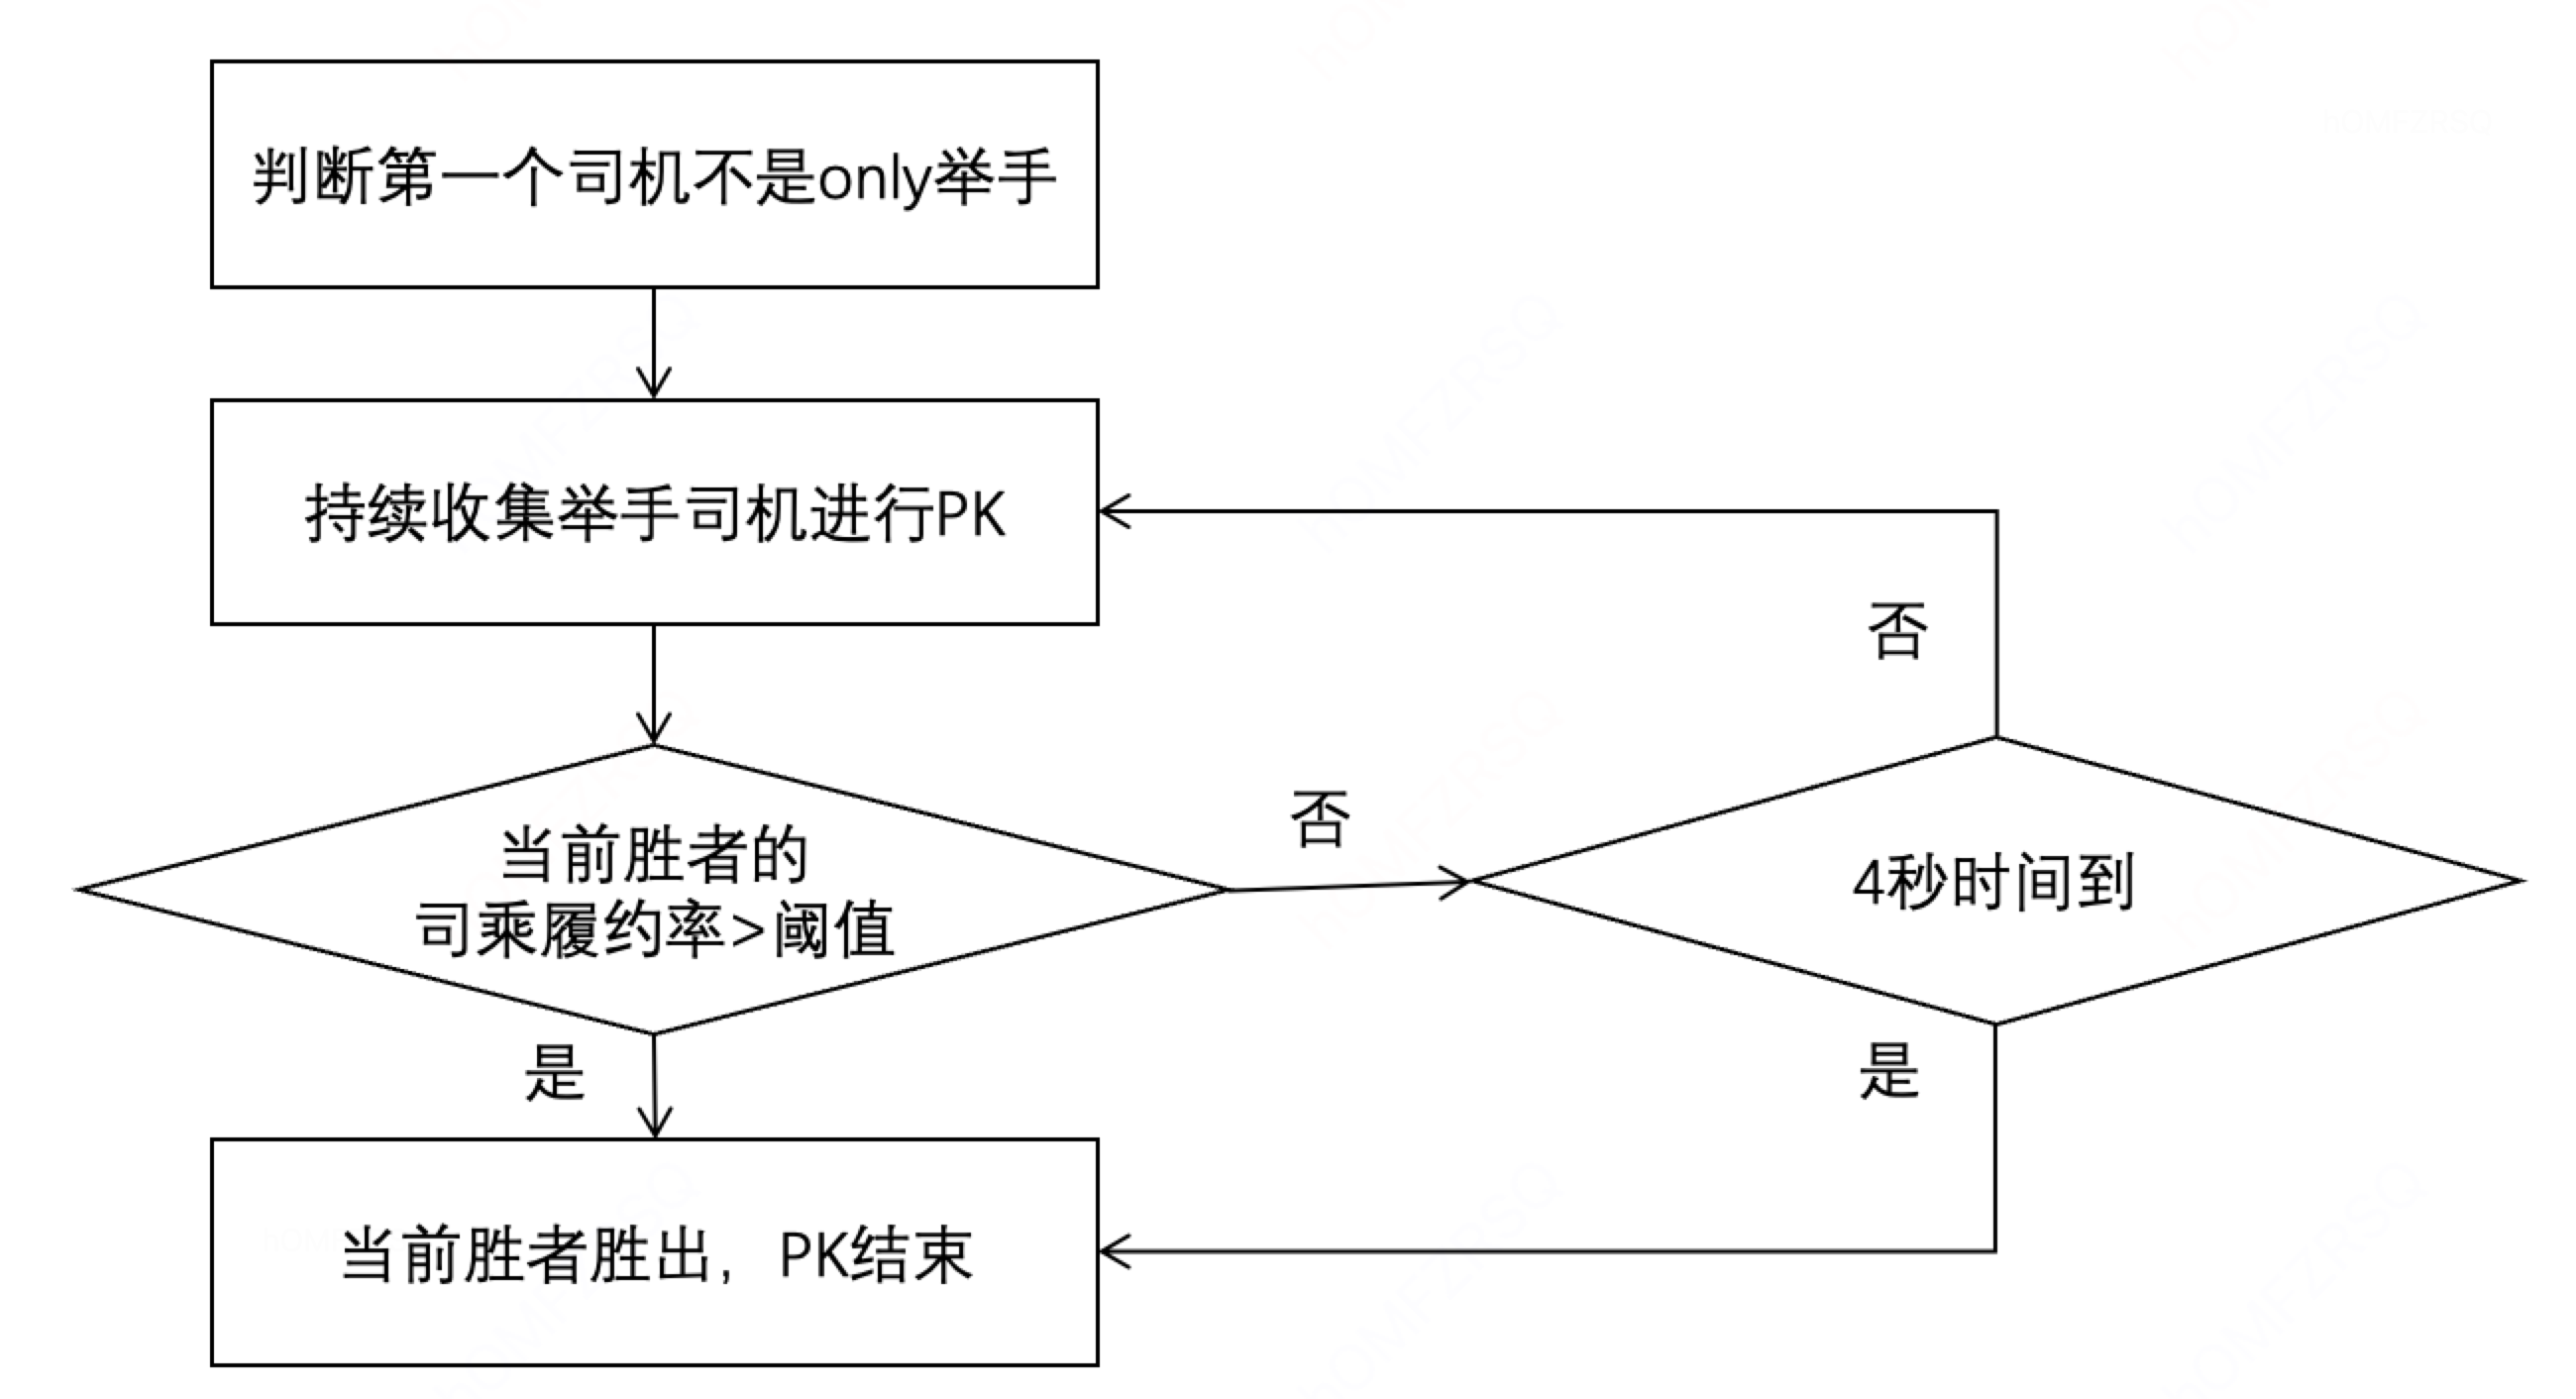 判断第一个司机不是only举手
持续收集举手司机进行PK
否
当前胜者的
司乘履约率>阈值
否
4秒时间到
是
是
当前胜者胜出，PK结束
hOMFZRSQ
hOMFZRSQ
hOMFZRSQ